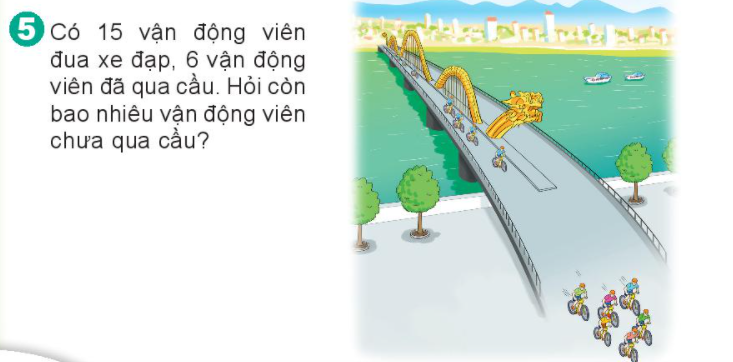 5 Có 15 vận động viên
đua xe đạp, 6 vận động
viên đã qua cầu. Hỏi còn
bao nhiêu vận động viên
chưa qua cầu?